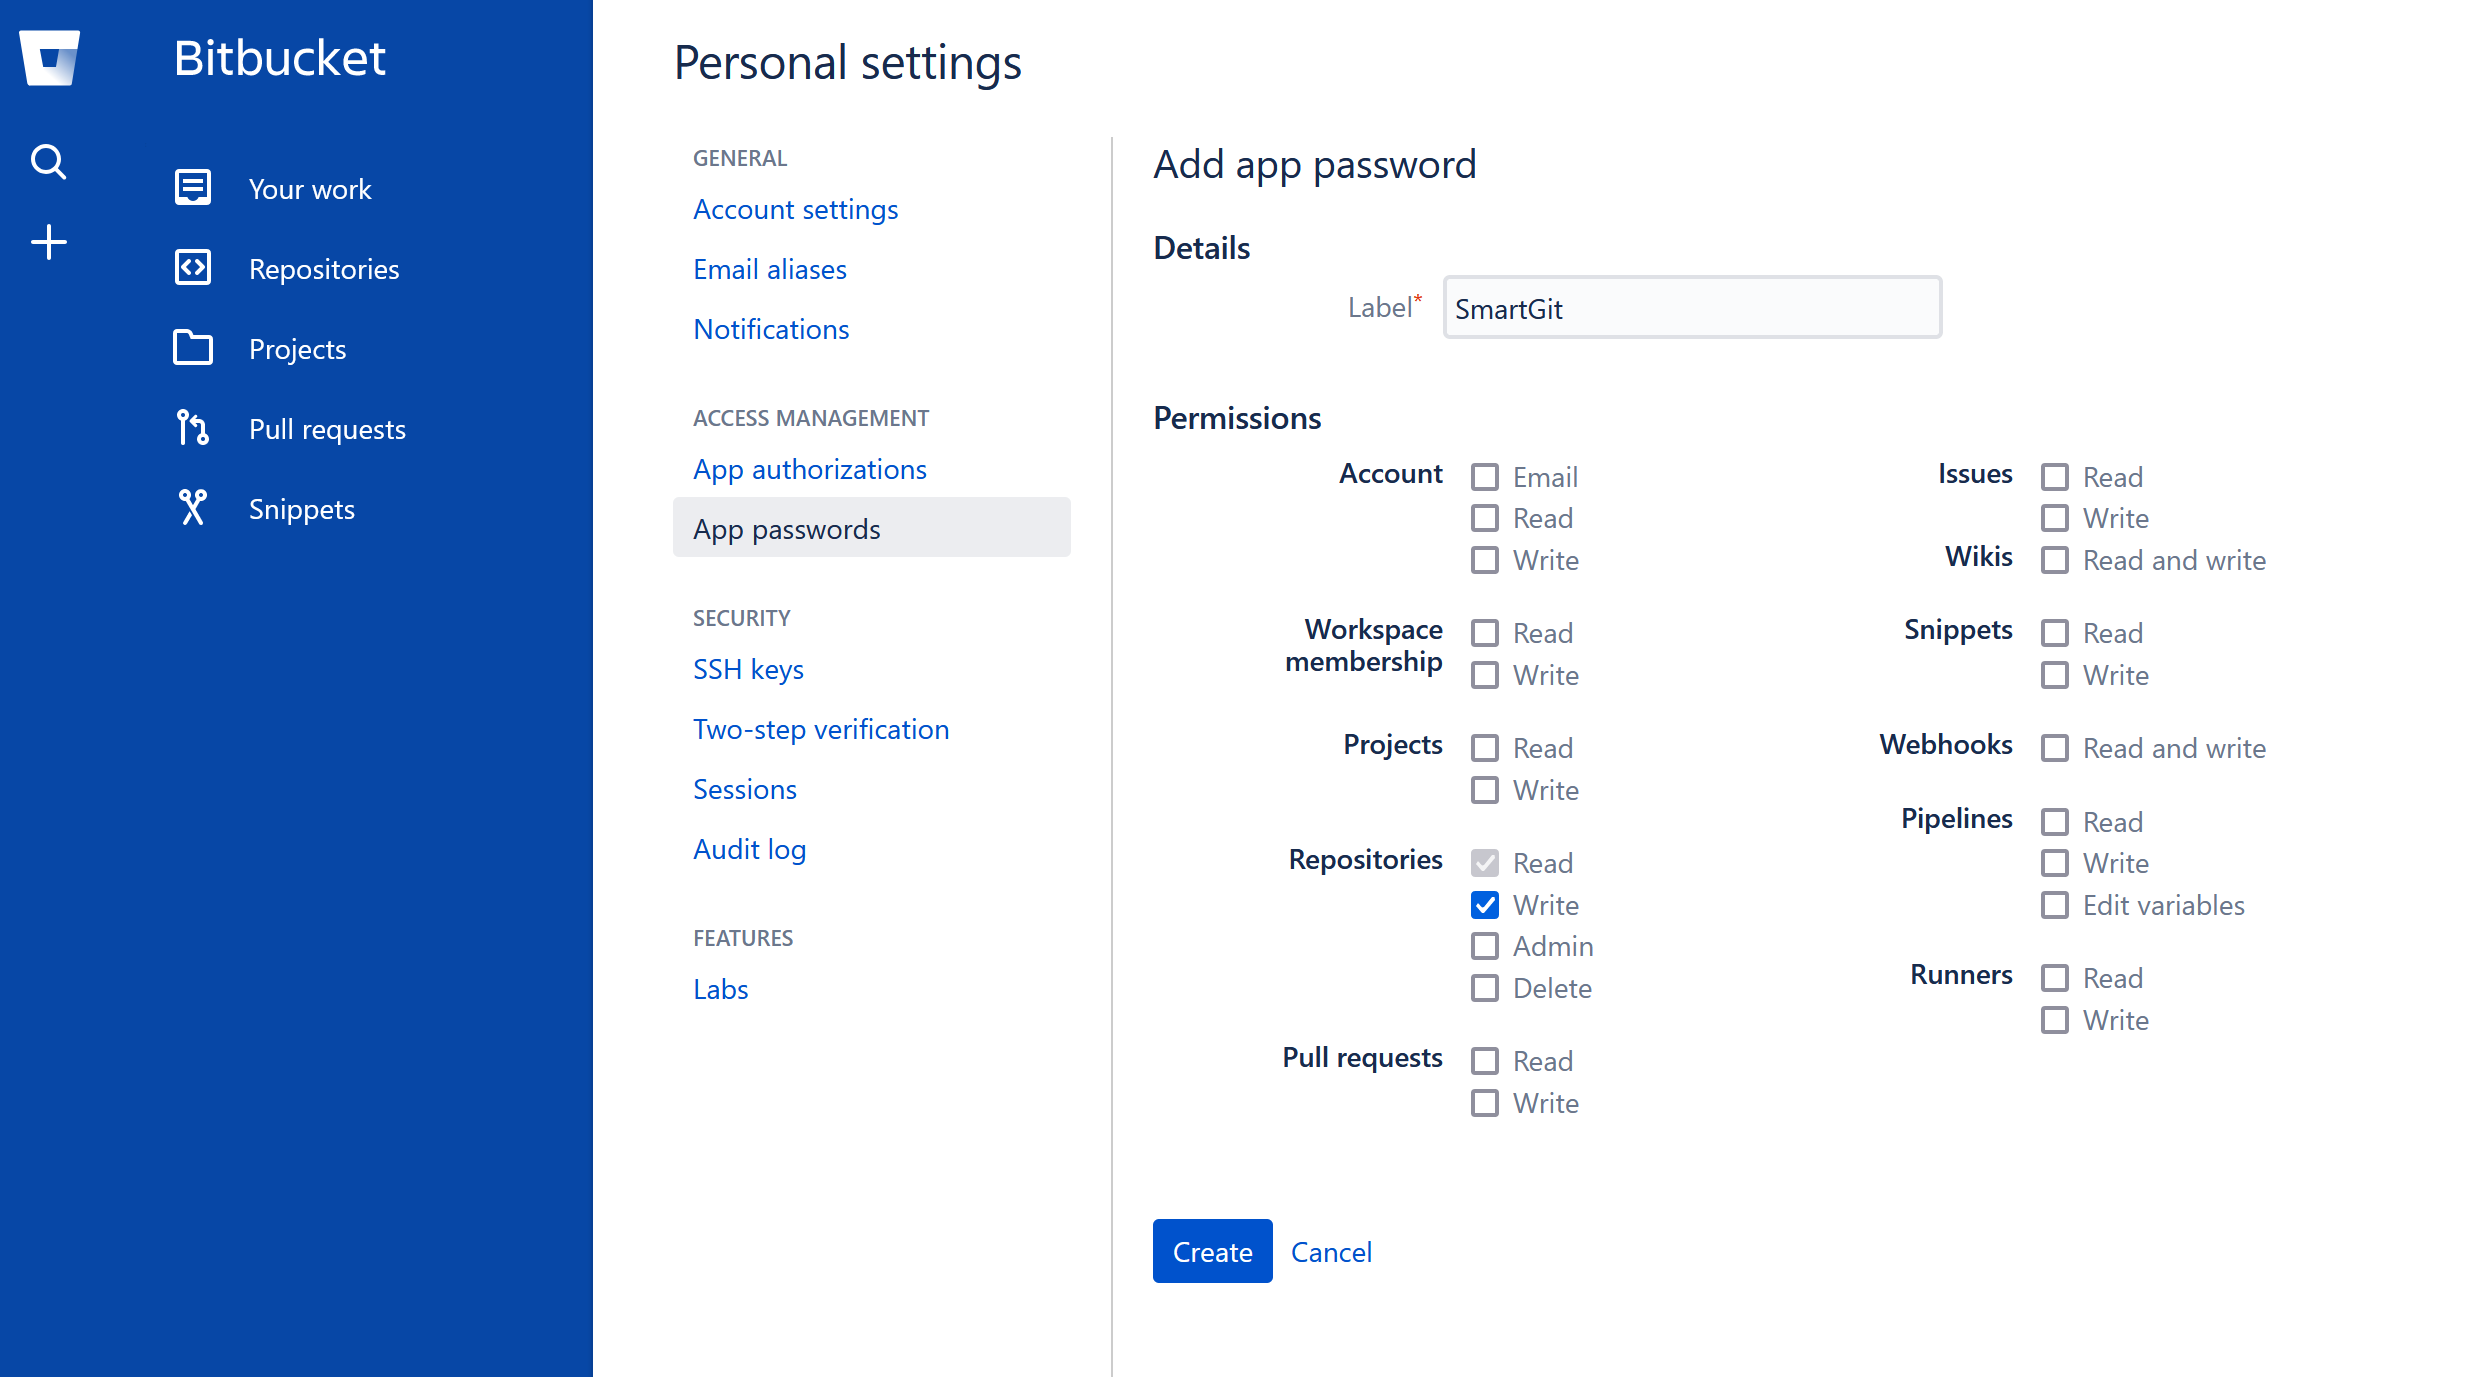 Bitbucket
Your work
Repositories
Projects
Pull requests
Snippets
Personal settings
GENERAL
Account settings
Email aliases
Notifications
ACCESS MANAGEMENT
App authorizations
App passwords
SECURITY
SSH keys
Two-step verification
Sessions
Audit log
FEATURES
Labs
Add app password
Details
Label* SmartGit
Permissions
Account Email
Read
Write
Workspace membership Read
Write
Projects Read
Write
Repositories Read
Write
Admin
Delete
Pull requests Read
Write
Issues Read
Write
Wikis Read and write
Snippets Read
Write
Webhooks Read and write
Pipelines Read
Write
Edit variables
Runners Read
Write
Create Cancel